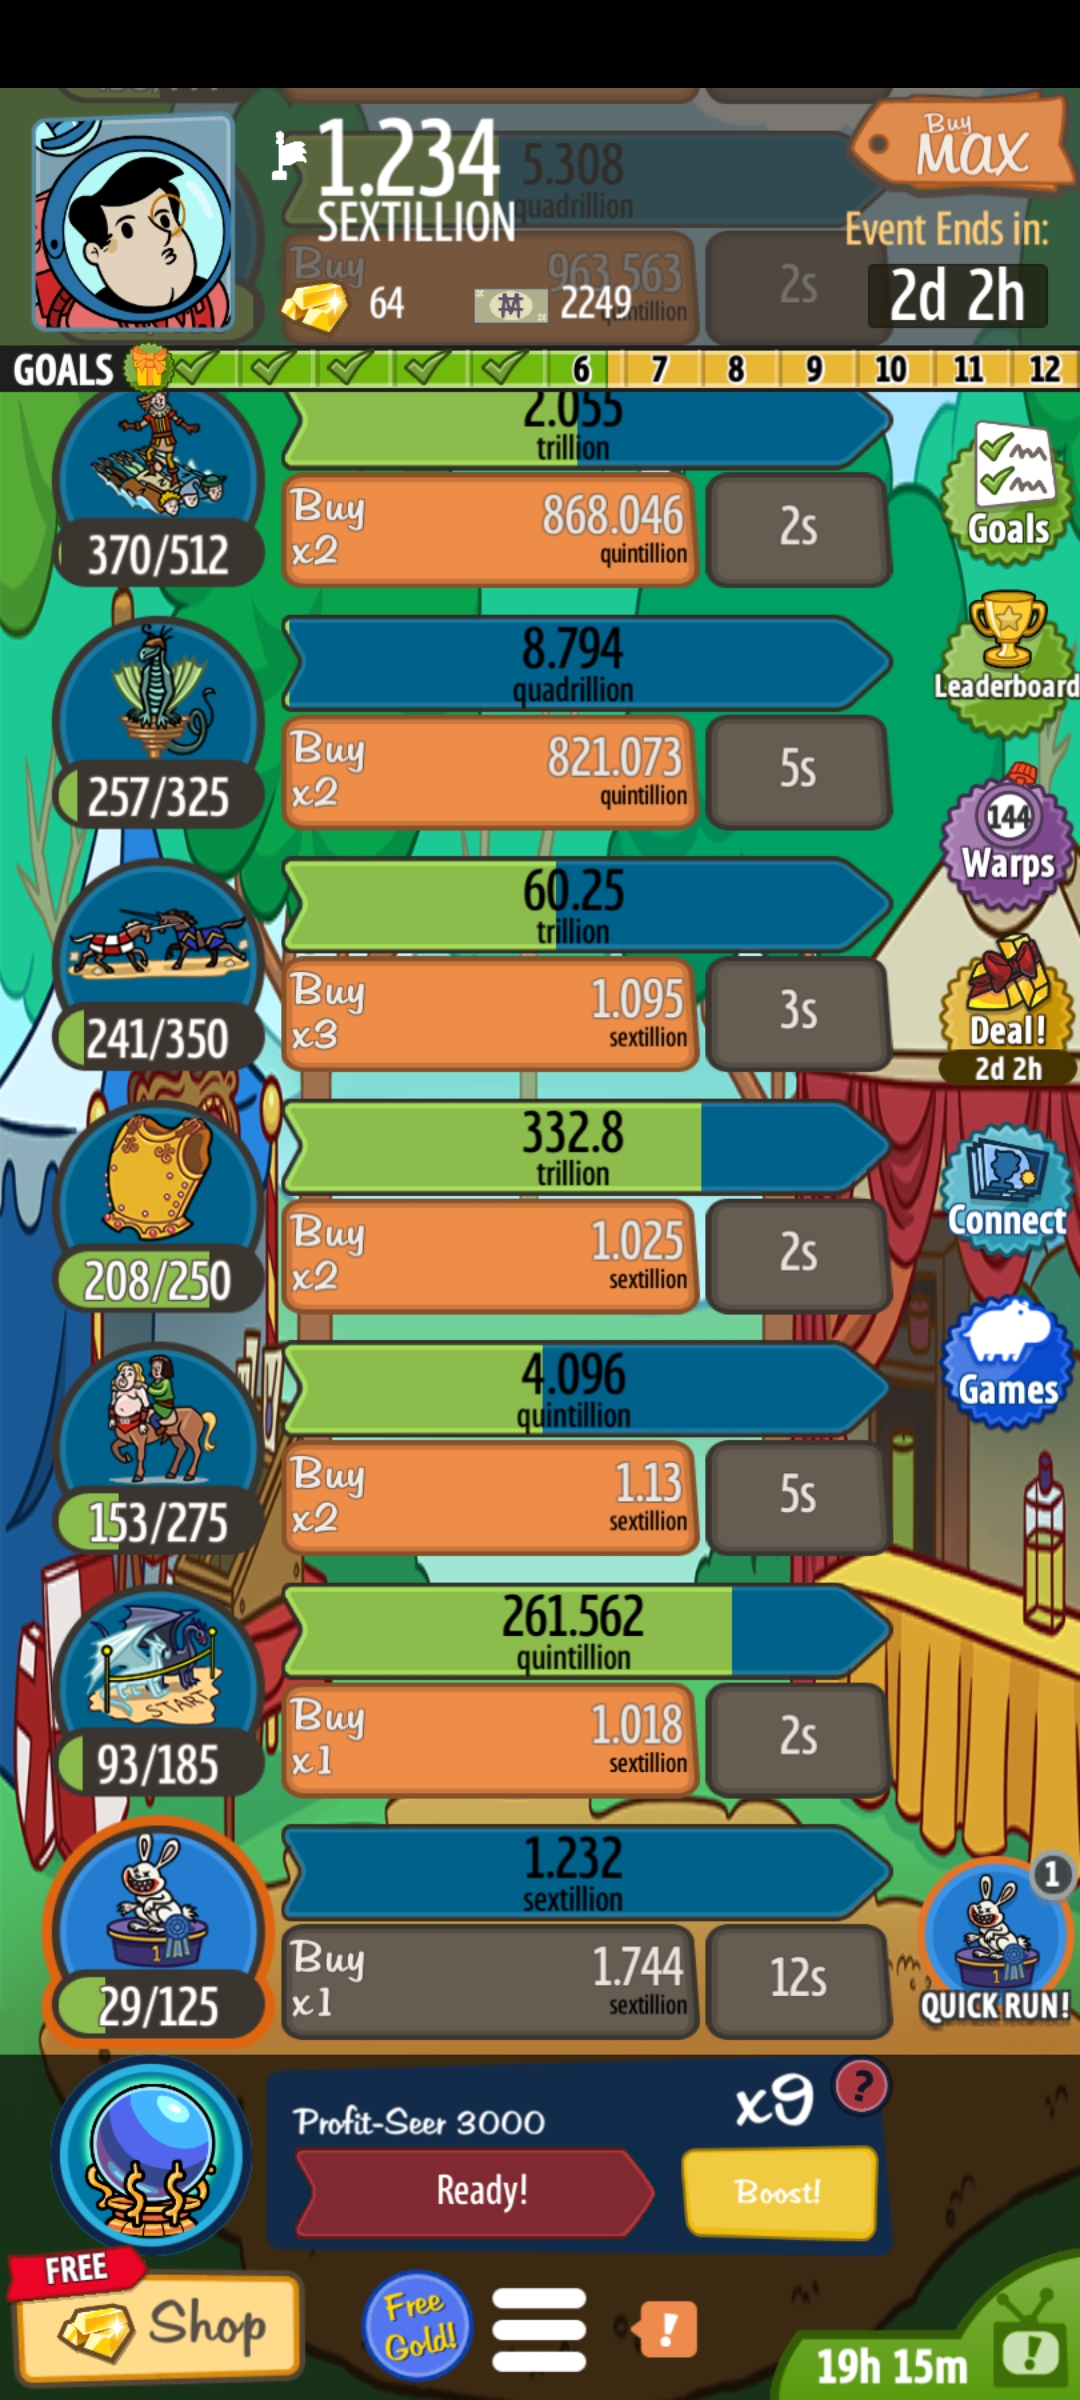 1.234
SEXTILLION
5.308
quadrillion
Buy
MAX
Event Ends in:
2d 2h
Buy
963.563
2s
64
2249
GOALS
6
7
8
9
10
11
12
2.055
trillion
370/512
Buy
x2
868.046
quintillion
2s
Goals
8.794
quadrillion
257/325
Buy
x2
821.073
quintillion
5s
Leaderboard
60.25
trillion
241/350
Buy
x3
1.095
sextillion
3s
144
Warps
Deal!
2d 2h
332.8
trillion
208/250
Buy
x2
1.025
sextillion
2s
Connect
4.096
quintillion
153/275
Buy
x2
1.13
sextillion
5s
Games
261.562
quintillion
START
93/185
Buy
x1
1.018
sextillion
2s
1.232
sextillion
1
29/125
Buy
x1
1.744
sextillion
12s
1
1
QUICK RUN!
Profit-Seer 3000
x9
?
Ready!
Boost!
FREE
Shop
Free
Gold!
!
19h 15m
!